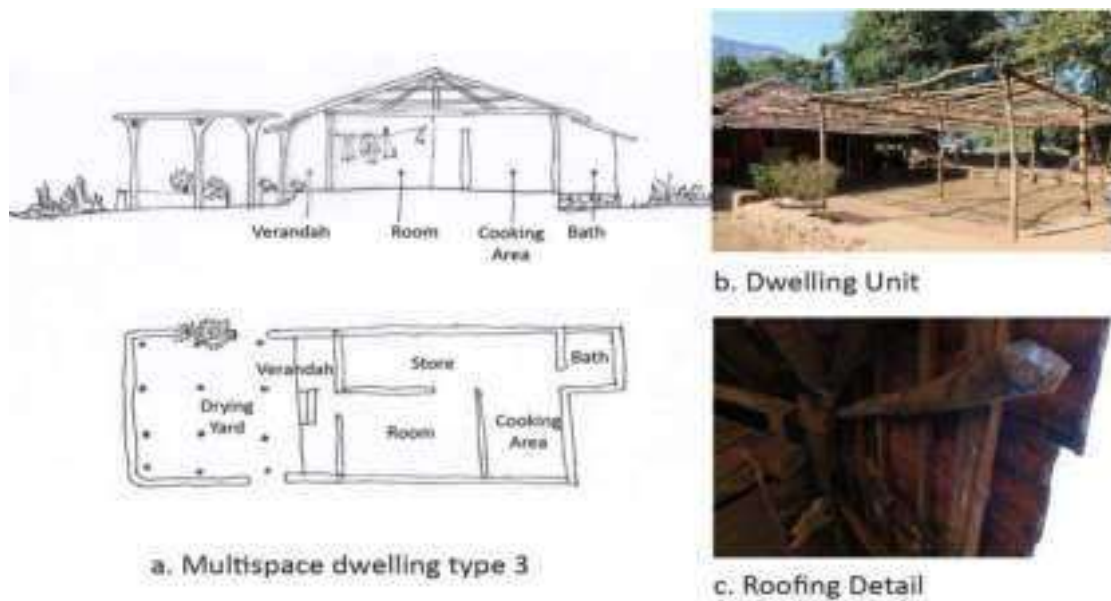 Verandah
Room
Cooking
Area
Bath
b. Dwelling Unit
Verandah
Store
Bath
Drying
Yard
Room
Cooking
Area
a. Multispace dwelling type 3
c. Roofing Detail